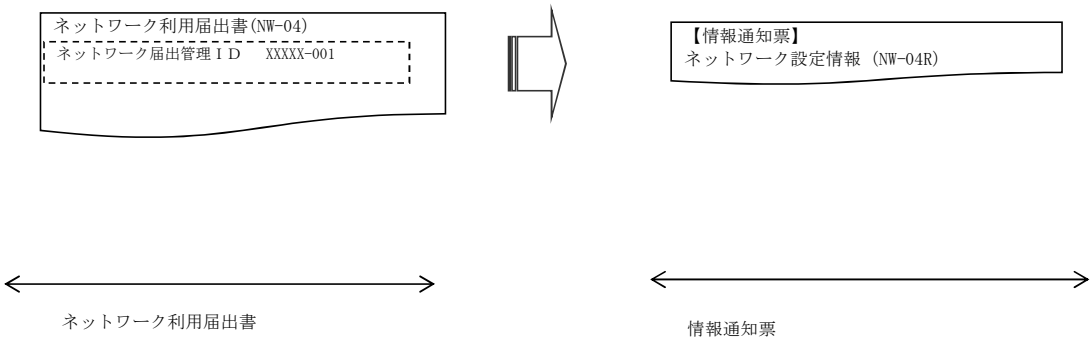 ネットワーク利用届出書(NW-04)
ネットワーク届出管理ＩＤ　XXXXX-001
【情報通知票】
ネットワーク設定情報 (NW-04R)
ネットワーク利用届出書
情報通知票